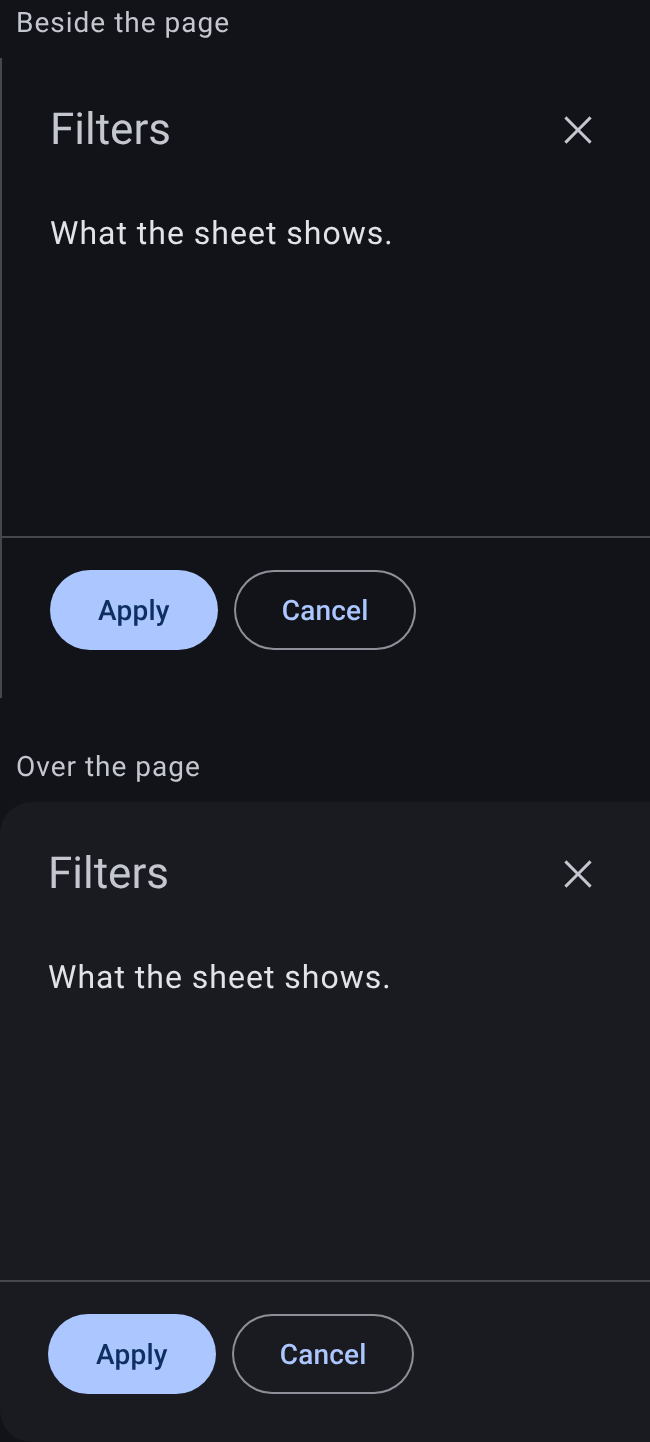 Beside the page
Filters
What the sheet shows.
Apply Cancel
Over the page
Filters
What the sheet shows.
Apply Cancel